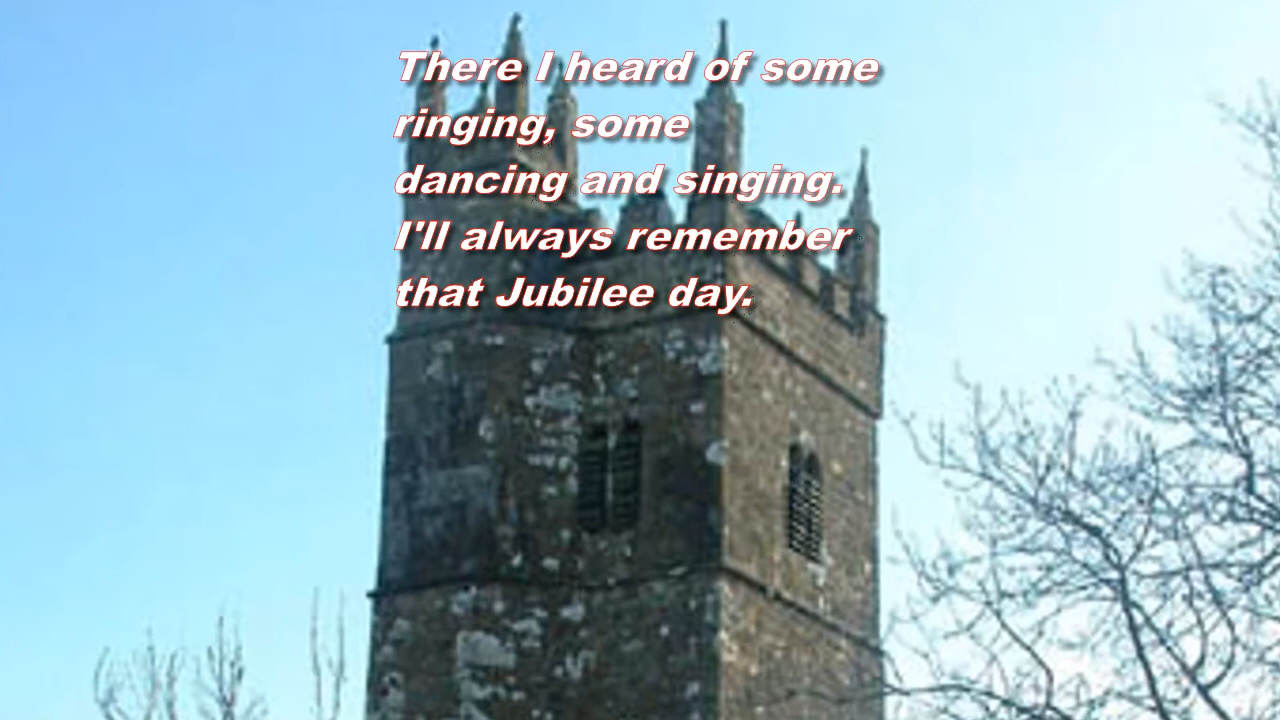 There I heard of some
ringing, some
dancing and singing.
I'll always remember
that Jubilee day.